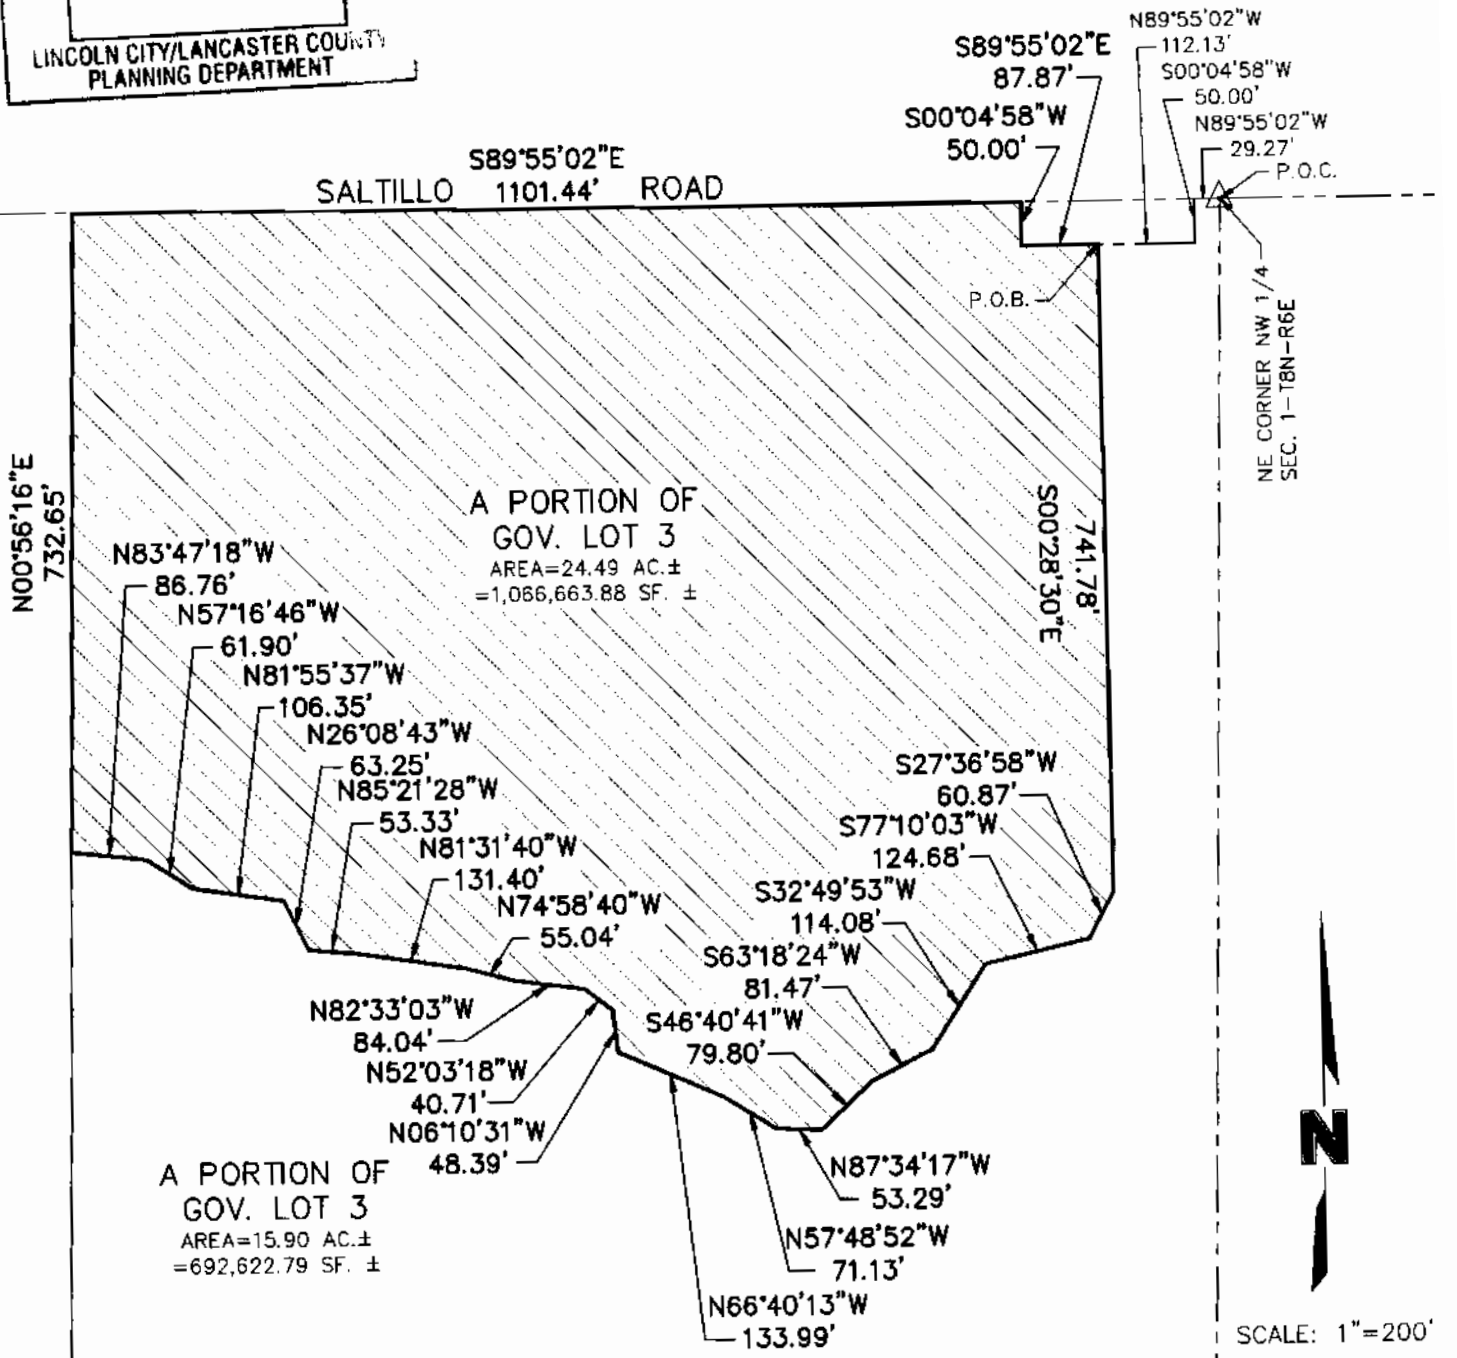 LINCOLN CITY/LANCASTER COUNTY
PLANNING DEPARTMENT
N89°55'02"W
112.13'
S00°04'58"W
50.00'
N89°55'02"W
29.27'
P.O.C.
S89°55'02"E
87.87'
S00°04'58"W
50.00'
S89°55'02"E
SALTILLO 1101.44' ROAD
P.O.B.
NE CORNER NW 1/4
SEC. 1-T8N-R6E
N00°56'16"E
732.65'
A PORTION OF
GOV. LOT 3
AREA=24.49 AC.±
=1,066,663.88 SF. ±
741.78'
S00°28'30"E
N83°47'18"W
86.76'
N57°16'46"W
61.90'
N81°55'37"W
106.35'
N26°08'43"W
63.25'
N85°21'28"W
53.33'
N81°31'40"W
131.40'
N74°58'40"W
55.04'
S27°36'58"W
60.87'
S77°10'03"W
124.68'
S32°49'53"W
114.08'
S63°18'24"W
81.47'
S46°40'41"W
79.80'
N82°33'03"W
84.04'
N52°03'18"W
40.71'
N06°10'31"W
48.39'
N87°34'17"W
53.29'
N57°48'52"W
71.13'
N66°40'13"W
133.99'
A PORTION OF
GOV. LOT 3
AREA=15.90 AC.±
=692,622.79 SF. ±
N
SCALE: 1"=200'